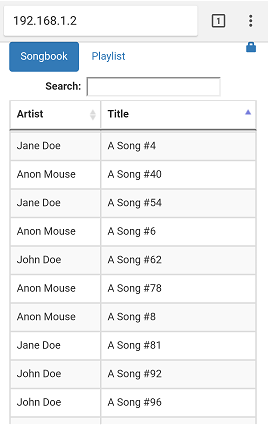 192.168.1.2 1
Songbook Playlist
Search:
Artist Title
Jane Doe A Song #4
Anon Mouse A Song #40
Jane Doe A Song #54
Anon Mouse A Song #6
John Doe A Song #62
Anon Mouse A Song #78
Anon Mouse A Song #8
Jane Doe A Song #81
John Doe A Song #92
John Doe A Song #96